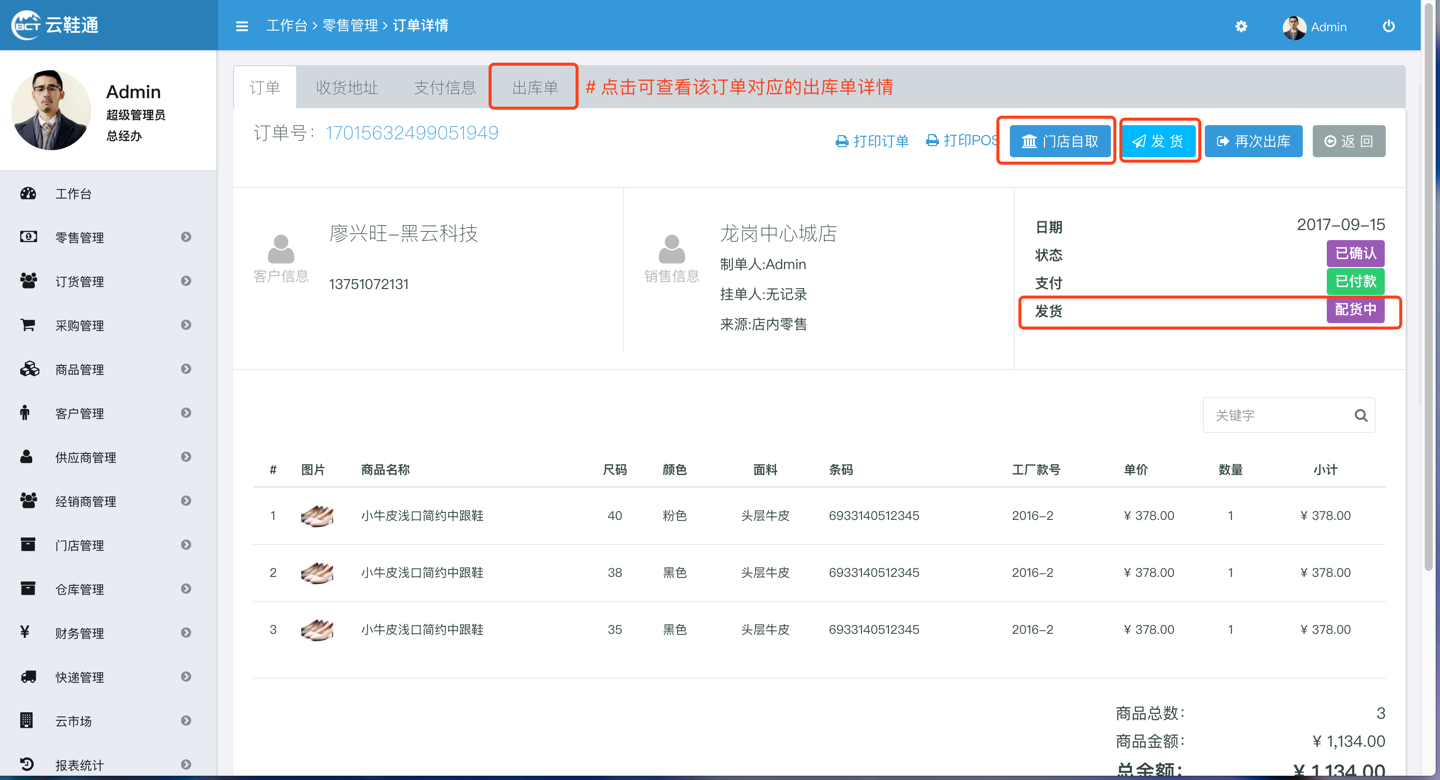 BCT 云鞋通
工作台 › 零售管理 › 订单详情
Admin
Admin
超级管理员
总经办
工作台
零售管理
订货管理
采购管理
商品管理
客户管理
供应商管理
经销商管理
门店管理
仓库管理
财务管理
快递管理
云市场
报表统计
订单 收货地址 支付信息 出库单 # 点击可查看该订单对应的出库单详情
订单号: 17015632499051949
打印订单 打印POS 门店自取 发 货 再次出库 返 回
客户信息
廖兴旺-黑云科技
13751072131
销售信息
龙岗中心城店
制单人:Admin
挂单人:无记录
来源:店内零售
日期 2017-09-15
状态 已确认
支付 已付款
发货 配货中
关键字
# 图片 商品名称 尺码 颜色 面料 条码 工厂款号 单价 数量 小计
1 小牛皮浅口简约中跟鞋 40 粉色 头层牛皮 6933140512345 2016-2 ¥ 378.00 1 ¥ 378.00
2 小牛皮浅口简约中跟鞋 38 黑色 头层牛皮 6933140512345 2016-2 ¥ 378.00 1 ¥ 378.00
3 小牛皮浅口简约中跟鞋 35 黑色 头层牛皮 6933140512345 2016-2 ¥ 378.00 1 ¥ 378.00
商品总数: 3
商品金额: ¥ 1,134.00
总金额: ¥ 1,134.00